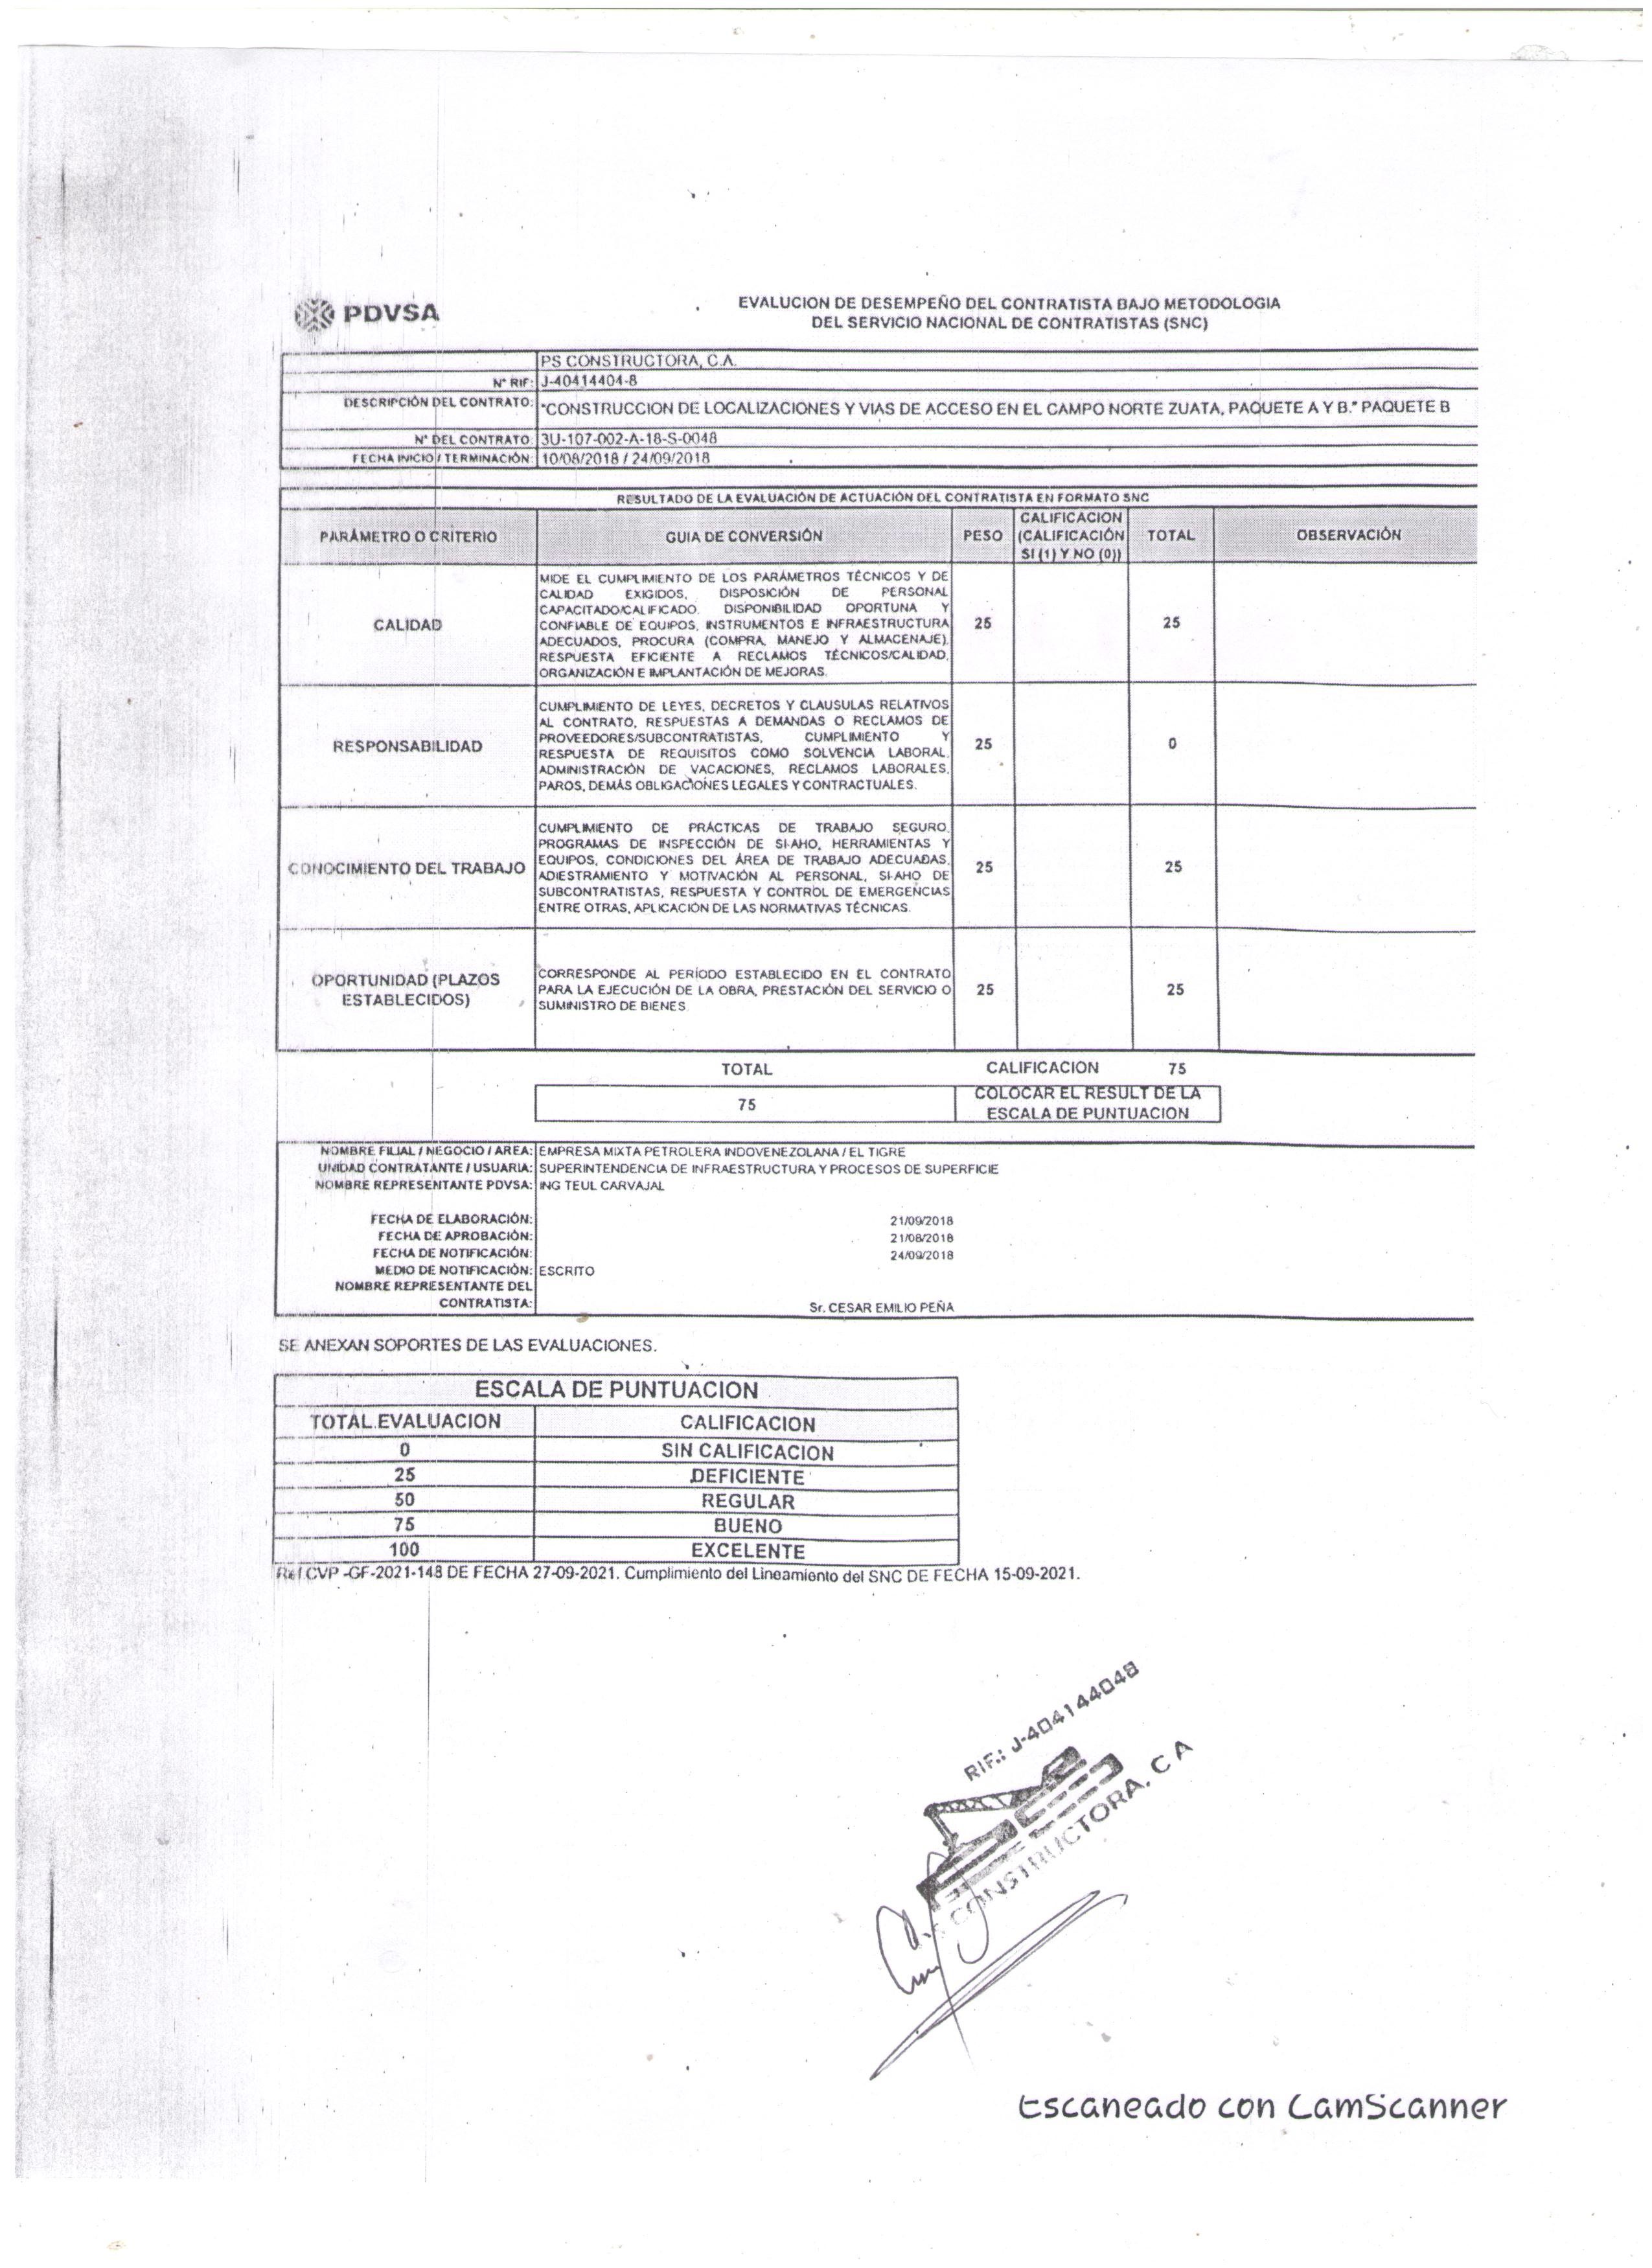 PDVSA
EVALUCION DE DESEMPEÑO DEL CONTRATISTA BAJO METODOLOGIA
DEL SERVICIO NACIONAL DE CONTRATISTAS (SNC)
PS CONSTRUCTORA, C.A.
N° RIF: J-40414404-8
DESCRIPCIÓN DEL CONTRATO: "CONSTRUCCION DE LOCALIZACIONES Y VIAS DE ACCESO EN EL CAMPO NORTE ZUATA, PAQUETE A Y B." PAQUETE B
N° DEL CONTRATO: 3U-107-002-A-18-S-0048
FECHA INICIO / TERMINACIÓN: 10/08/2018 / 24/09/2018
RESULTADO DE LA EVALUACIÓN DE ACTUACIÓN DEL CONTRATISTA EN FORMATO SNC
PARÁMETRO O CRITERIO GUIA DE CONVERSIÓN PESO CALIFICACION (CALIFICACIÓN SI (1) Y NO (0)) TOTAL OBSERVACIÓN
MIDE EL CUMPLIMIENTO DE LOS PARÁMETROS TÉCNICOS Y DE
CALIDAD EXIGIDOS, DISPOSICIÓN DE PERSONAL
CAPACITADO/CALIFICADO. DISPONIBILIDAD OPORTUNA Y
CALIDAD CONFIABLE DE EQUIPOS, INSTRUMENTOS E INFRAESTRUCTURA 25 25
ADECUADOS, PROCURA (COMPRA, MANEJO Y ALMACENAJE).
RESPUESTA EFICIENTE A RECLAMOS TÉCNICOS/CALIDAD,
ORGANIZACIÓN E IMPLANTACIÓN DE MEJORAS.
CUMPLIMIENTO DE LEYES, DECRETOS Y CLAUSULAS RELATIVOS
AL CONTRATO, RESPUESTAS A DEMANDAS O RECLAMOS DE
PROVEEDORES/SUBCONTRATISTAS, CUMPLIMIENTO Y
RESPONSABILIDAD RESPUESTA DE REQUISITOS COMO SOLVENCIA LABORAL, 25 0
ADMINISTRACIÓN DE VACACIONES, RECLAMOS LABORALES,
PAROS, DEMÁS OBLIGACIONES LEGALES Y CONTRACTUALES.
CUMPLIMIENTO DE PRÁCTICAS DE TRABAJO SEGURO,
PROGRAMAS DE INSPECCIÓN DE SI-AHO, HERRAMIENTAS Y
CONOCIMIENTO DEL TRABAJO EQUIPOS, CONDICIONES DEL ÁREA DE TRABAJO ADECUADAS, 25 25
ADIESTRAMIENTO Y MOTIVACIÓN AL PERSONAL, SI-AHO DE
SUBCONTRATISTAS, RESPUESTA Y CONTROL DE EMERGENCIAS
ENTRE OTRAS, APLICACIÓN DE LAS NORMATIVAS TÉCNICAS.
OPORTUNIDAD (PLAZOS CORRESPONDE AL PERÍODO ESTABLECIDO EN EL CONTRATO
ESTABLECIDOS) PARA LA EJECUCIÓN DE LA OBRA, PRESTACIÓN DEL SERVICIO O 25 25
SUMINISTRO DE BIENES.
TOTAL CALIFICACION 75
75 COLOCAR EL RESULT DE LA
ESCALA DE PUNTUACION
NOMBRE FILIAL / NEGOCIO / AREA: EMPRESA MIXTA PETROLERA INDOVENEZOLANA / EL TIGRE
UNIDAD CONTRATANTE / USUARIA: SUPERINTENDENCIA DE INFRAESTRUCTURA Y PROCESOS DE SUPERFICIE
NOMBRE REPRESENTANTE PDVSA: ING TEUL CARVAJAL
FECHA DE ELABORACIÓN: 21/09/2018
FECHA DE APROBACIÓN: 21/08/2018
FECHA DE NOTIFICACIÓN: 24/09/2018
MEDIO DE NOTIFICACIÓN: ESCRITO
NOMBRE REPRESENTANTE DEL
CONTRATISTA: Sr. CESAR EMILIO PEÑA
SE ANEXAN SOPORTES DE LAS EVALUACIONES.
ESCALA DE PUNTUACION
TOTAL EVALUACION CALIFICACION
0 SIN CALIFICACION
25 DEFICIENTE
50 REGULAR
75 BUENO
100 EXCELENTE
Ref CVP -GF-2021-148 DE FECHA 27-09-2021. Cumplimiento del Lineamiento del SNC DE FECHA 15-09-2021.
RIF.: J-404144048
CONSTRUCTORA, C A
Escaneado con CamScanner